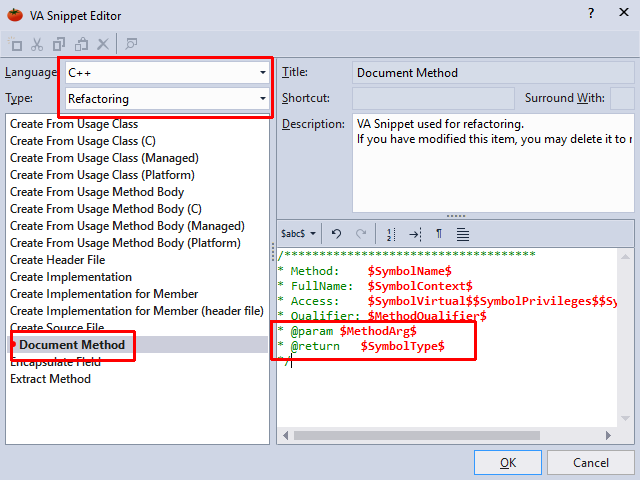 VA Snippet Editor
Language
C++
Type:
Refactoring
Create From Usage Class
Create From Usage Class (C)
Create From Usage Class (Managed)
Create From Usage Class (Platform)
Create From Usage Method Body
Create From Usage Method Body (C)
Create From Usage Method Body (Managed)
Create From Usage Method Body (Platform)
Create Header File
Create Implementation
Create Implementation for Member
Create Implementation for Member (header file)
Create Source File
Document Method
Encapsulate Field
Extract Method
Title:
Document Method
Shortcut:
Surround With:
Description:
VA Snippet used for refactoring.
If you have modified this item, you may delete it to r
$abc$
/************************************
* Method:    $SymbolName$
* FullName:  $SymbolContext$
* Access:    $SymbolVirtual$$SymbolPrivileges$$Sy
* Qualifier: $MethodQualifier$
* @param $MethodArg$
* @return   $SymbolType$
*/
OK
Cancel